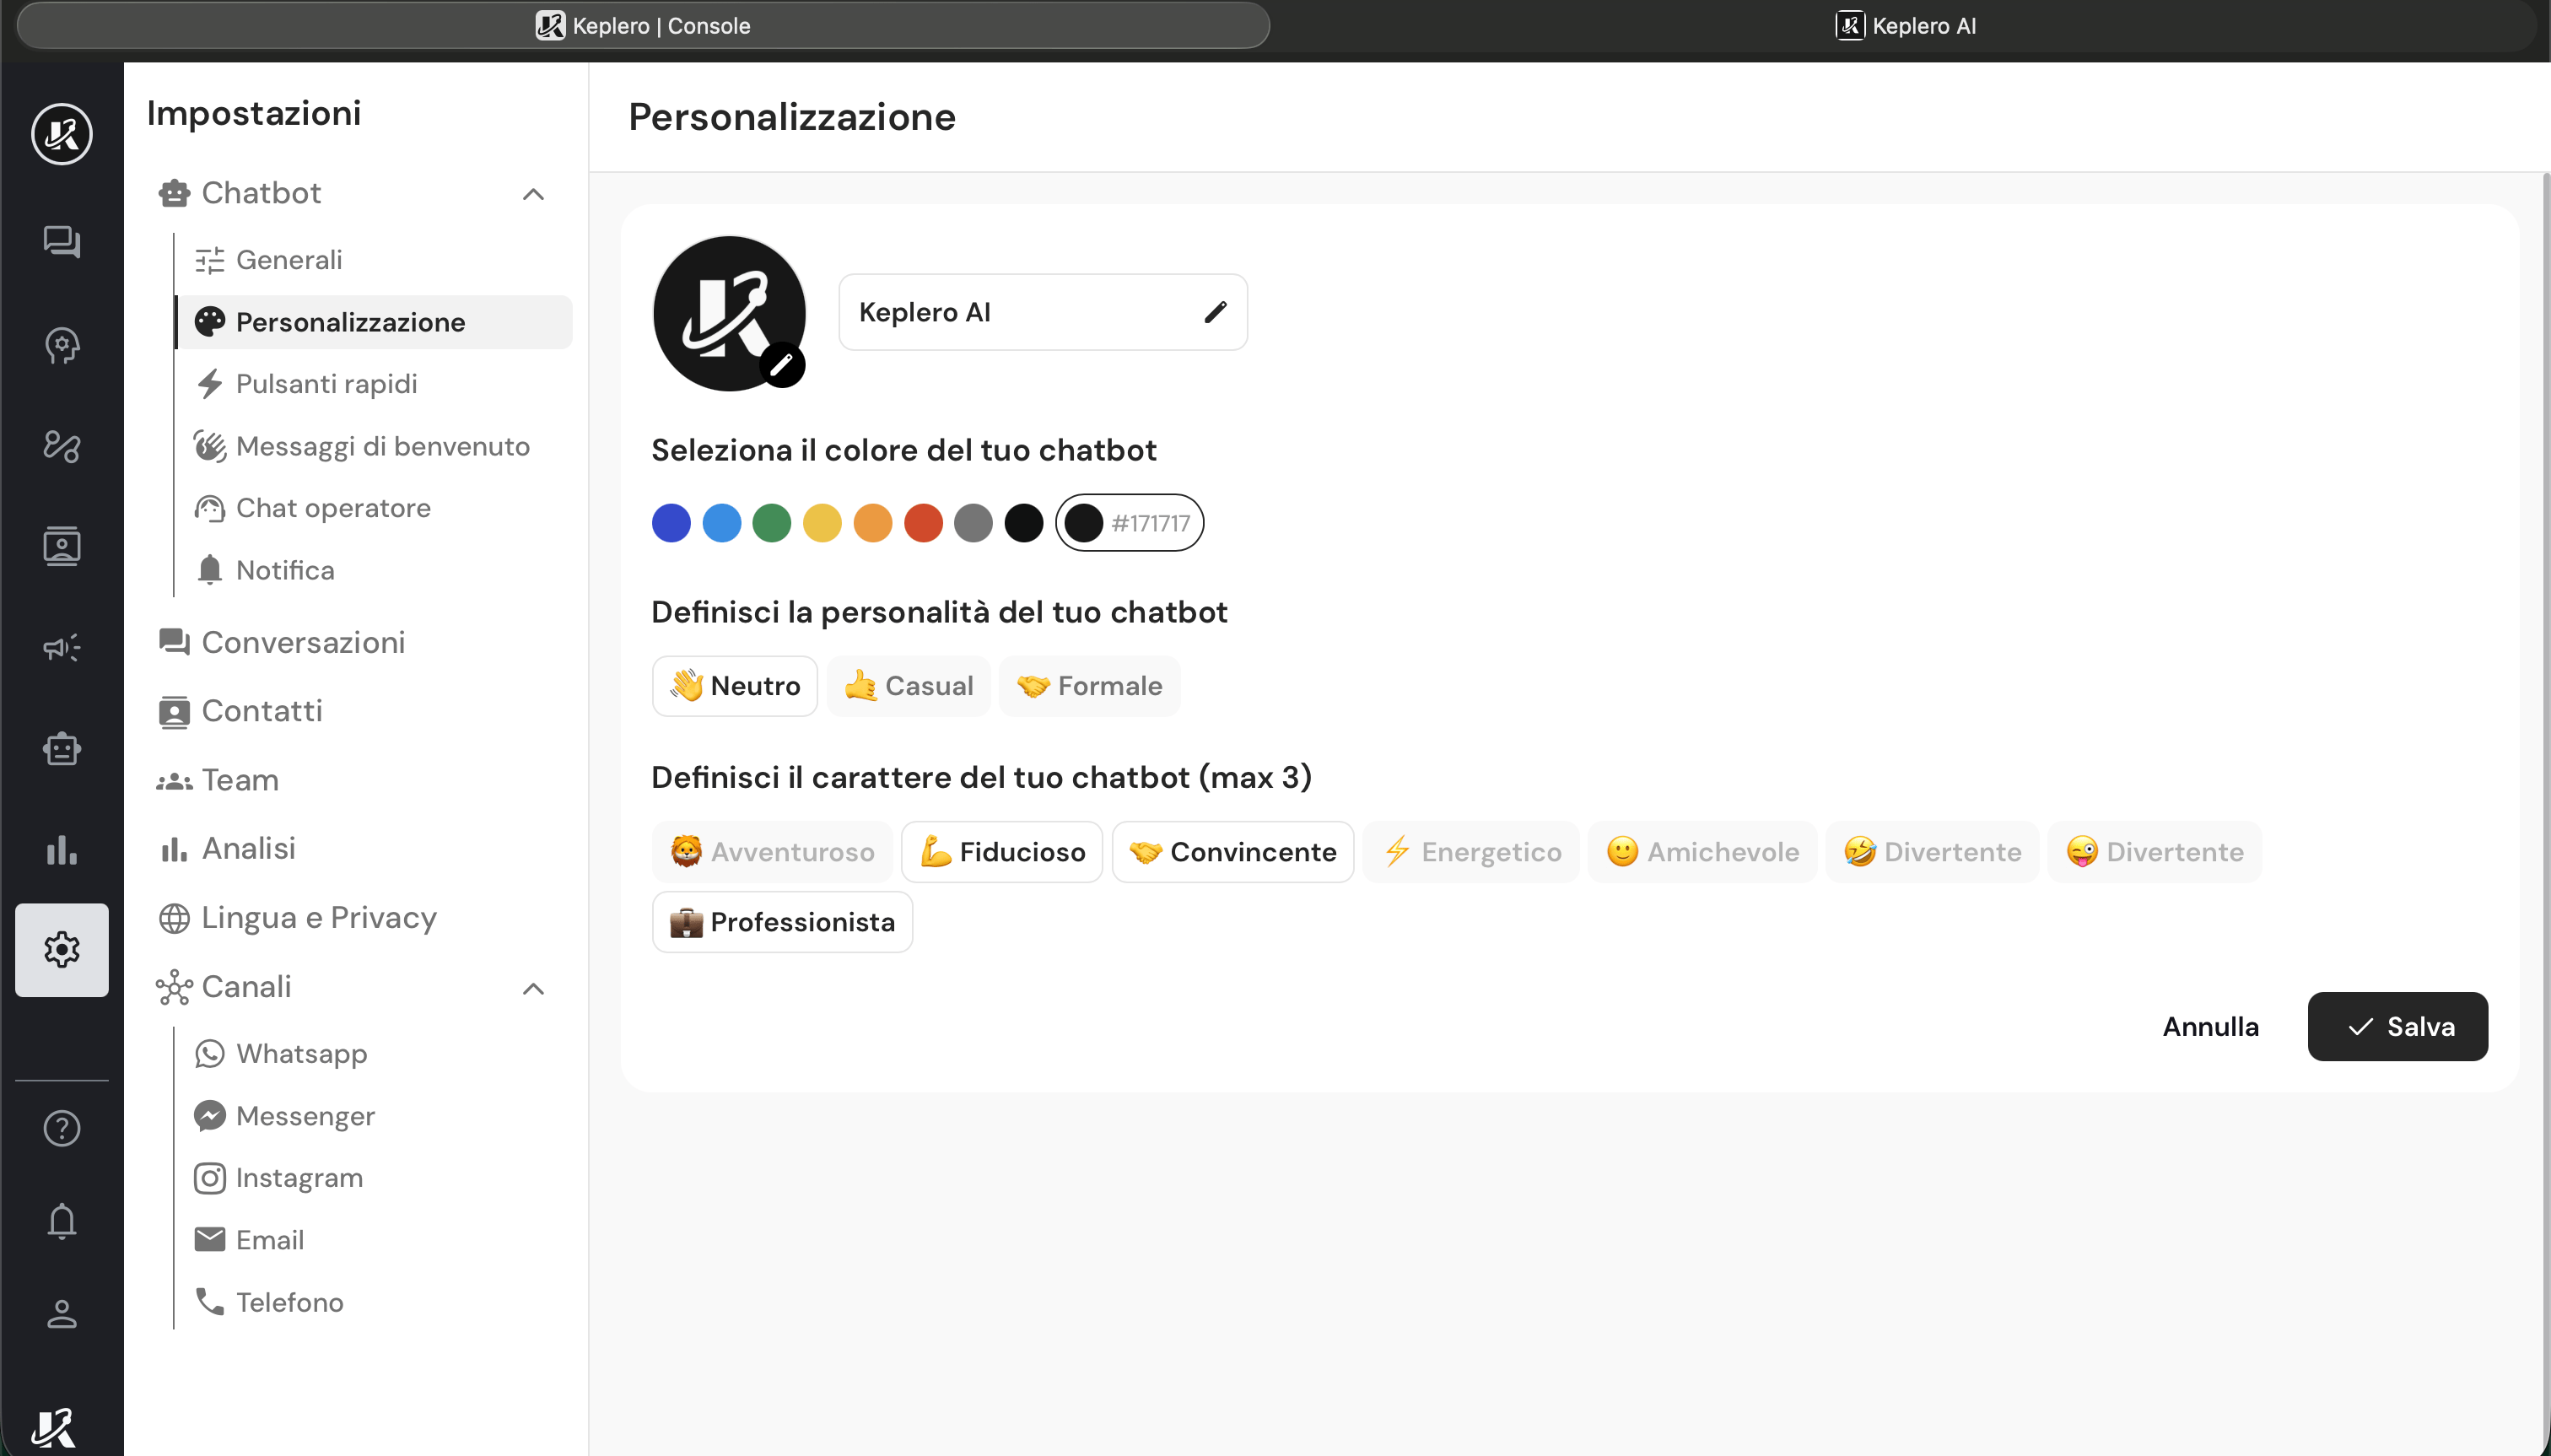 Keplero | Console
Keplero AI
Impostazioni
Chatbot
Generali
Personalizzazione
Pulsanti rapidi
Messaggi di benvenuto
Chat operatore
Notifica
Conversazioni
Contatti
Team
Analisi
Lingua e Privacy
Canali
Whatsapp
Messenger
Instagram
Email
Telefono
Personalizzazione
Keplero AI
Seleziona il colore del tuo chatbot
#171717
Definisci la personalità del tuo chatbot
Neutro Casual Formale
Definisci il carattere del tuo chatbot (max 3)
Avventuroso Fiducioso Convincente Energetico Amichevole Divertente Divertente
Professionista
Annulla Salva